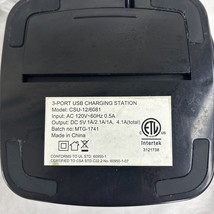 3-PORT USB CHARGING STATION
Model: CSU-12/6081
Input: AC 120V~60Hz 0.5A
Output: DC 5V 1A/2.1A/1A, 4.1A(total)
Batch no: MTG-1741
Made in China
ETL
Intertek
CONFORMS TO UL STD. 60950-1
CERTIFIED TO CSA STD.C22.2 No. 60950-1-07